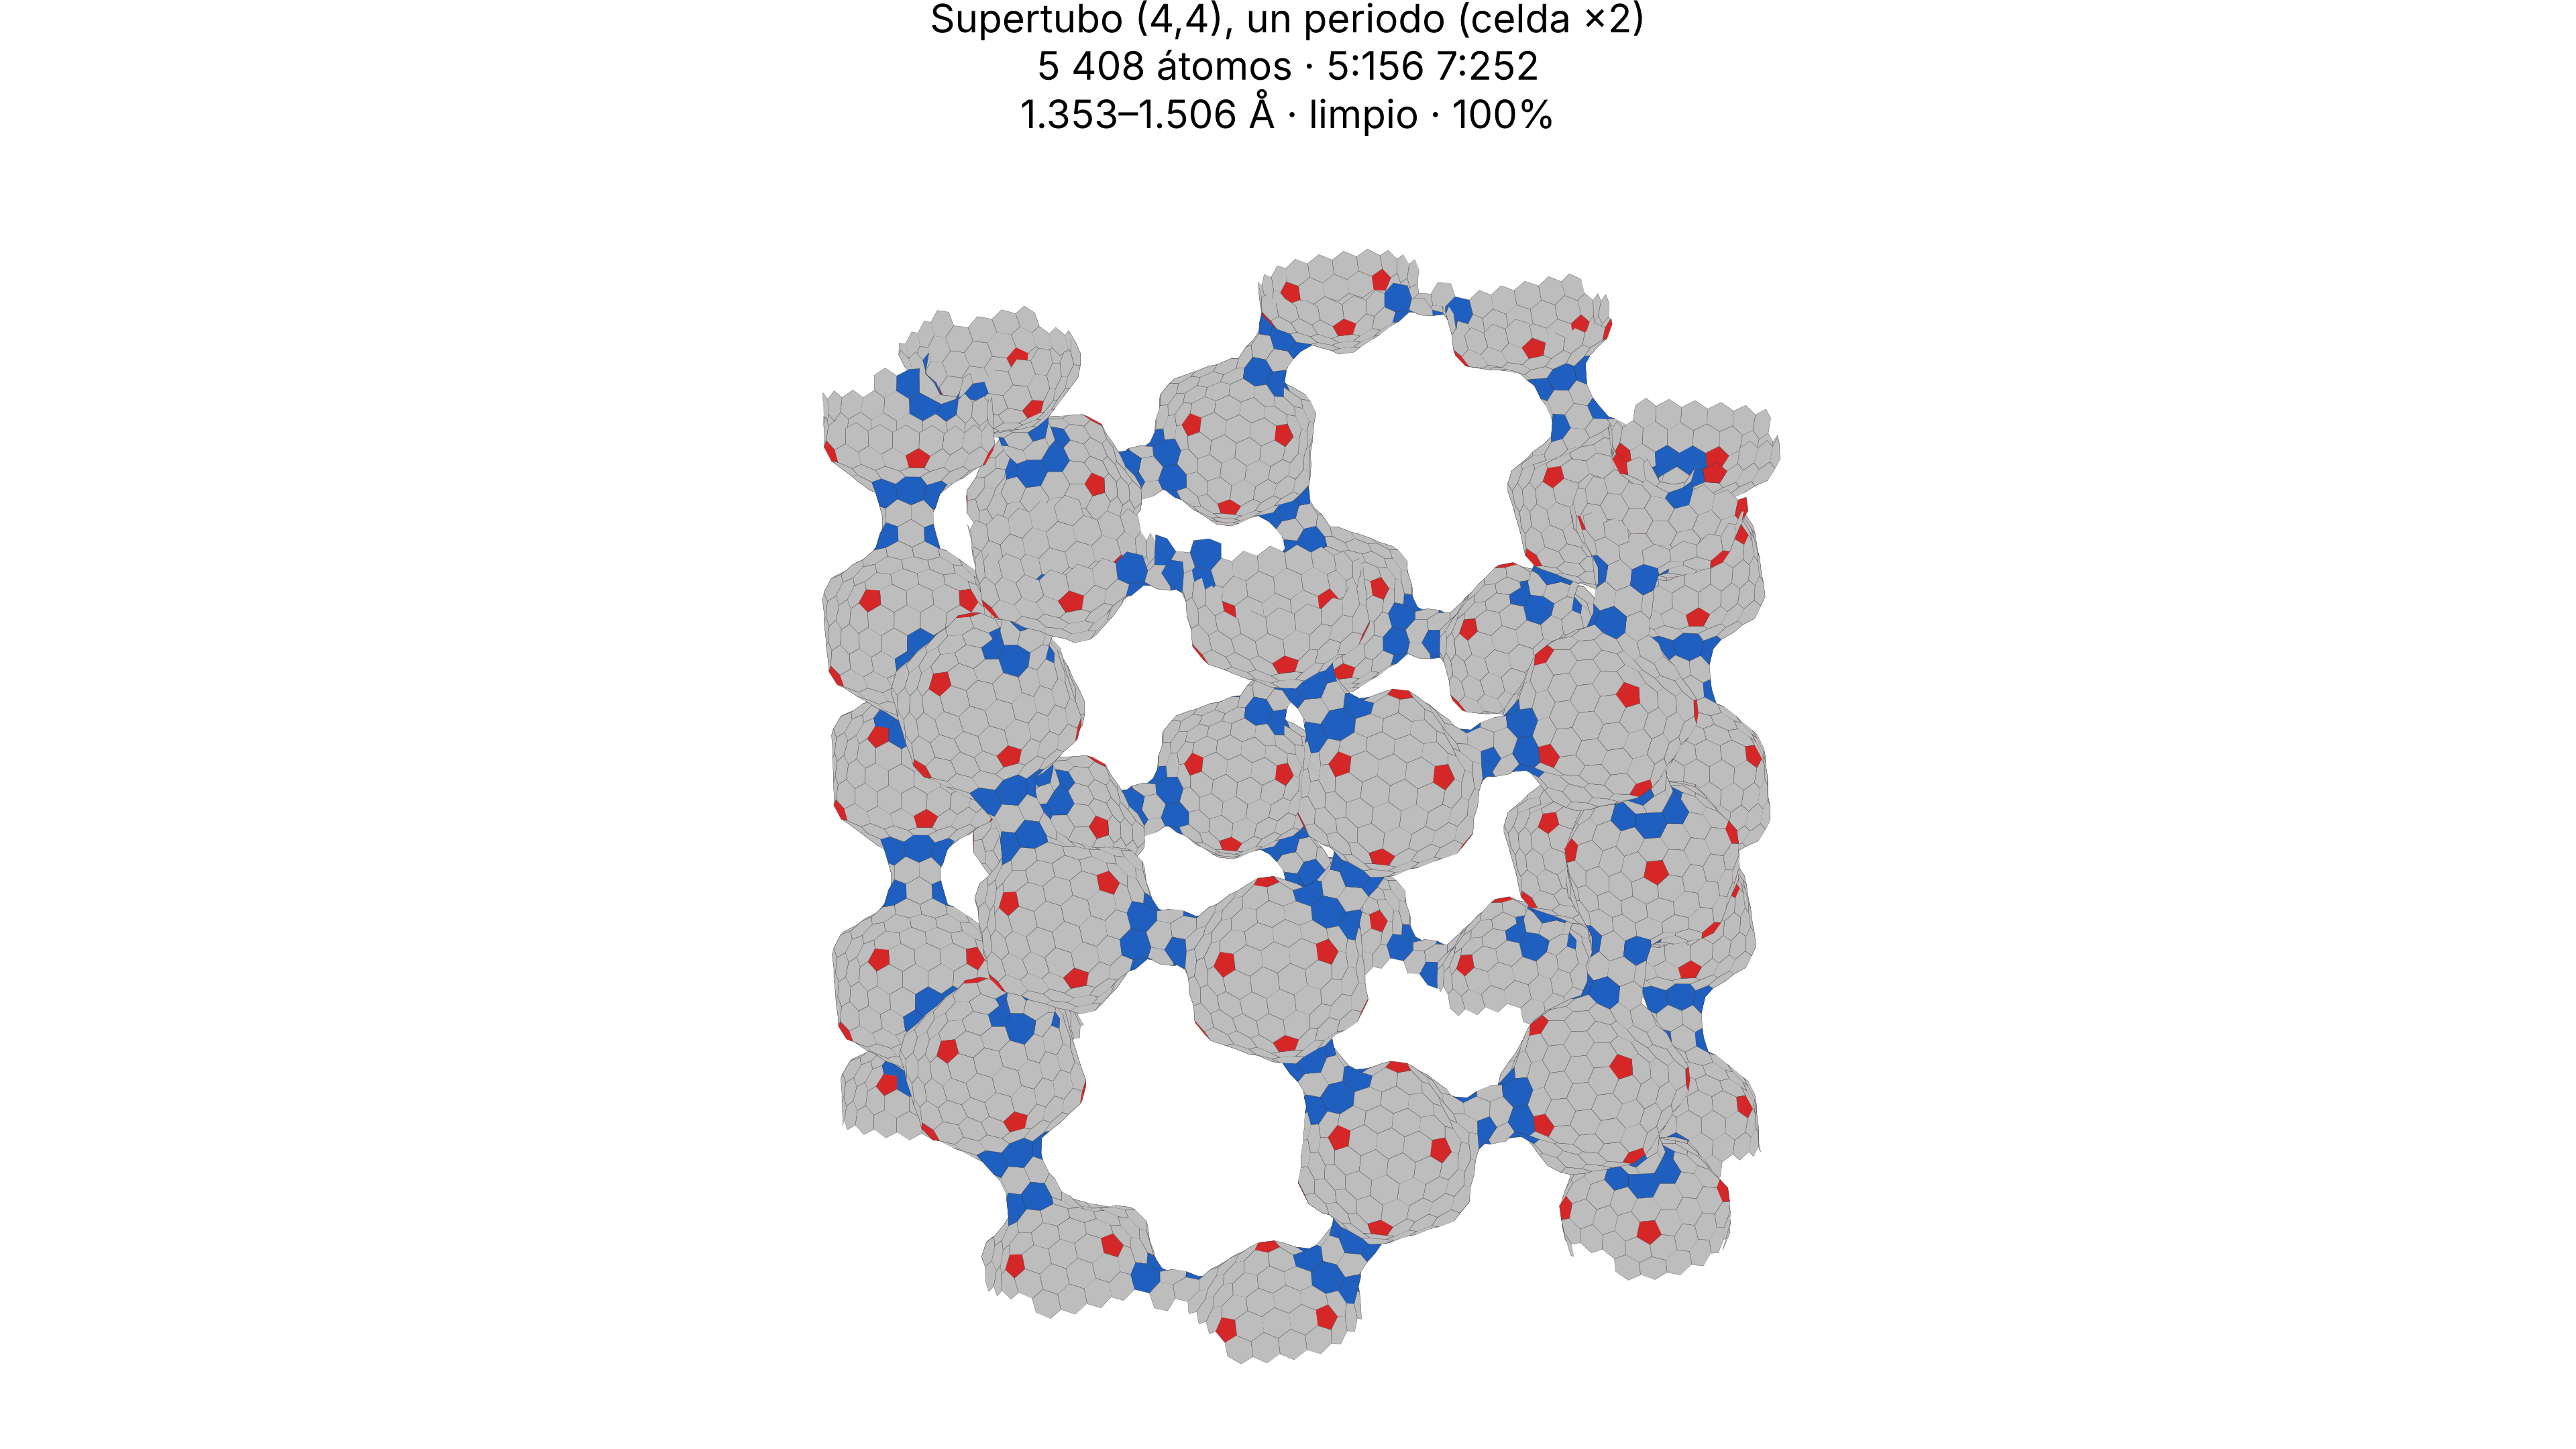 Supertubo (4,4), un periodo (celda ×2)
5 408 átomos · 5:156 7:252
1.353–1.506 Å · limpio · 100%